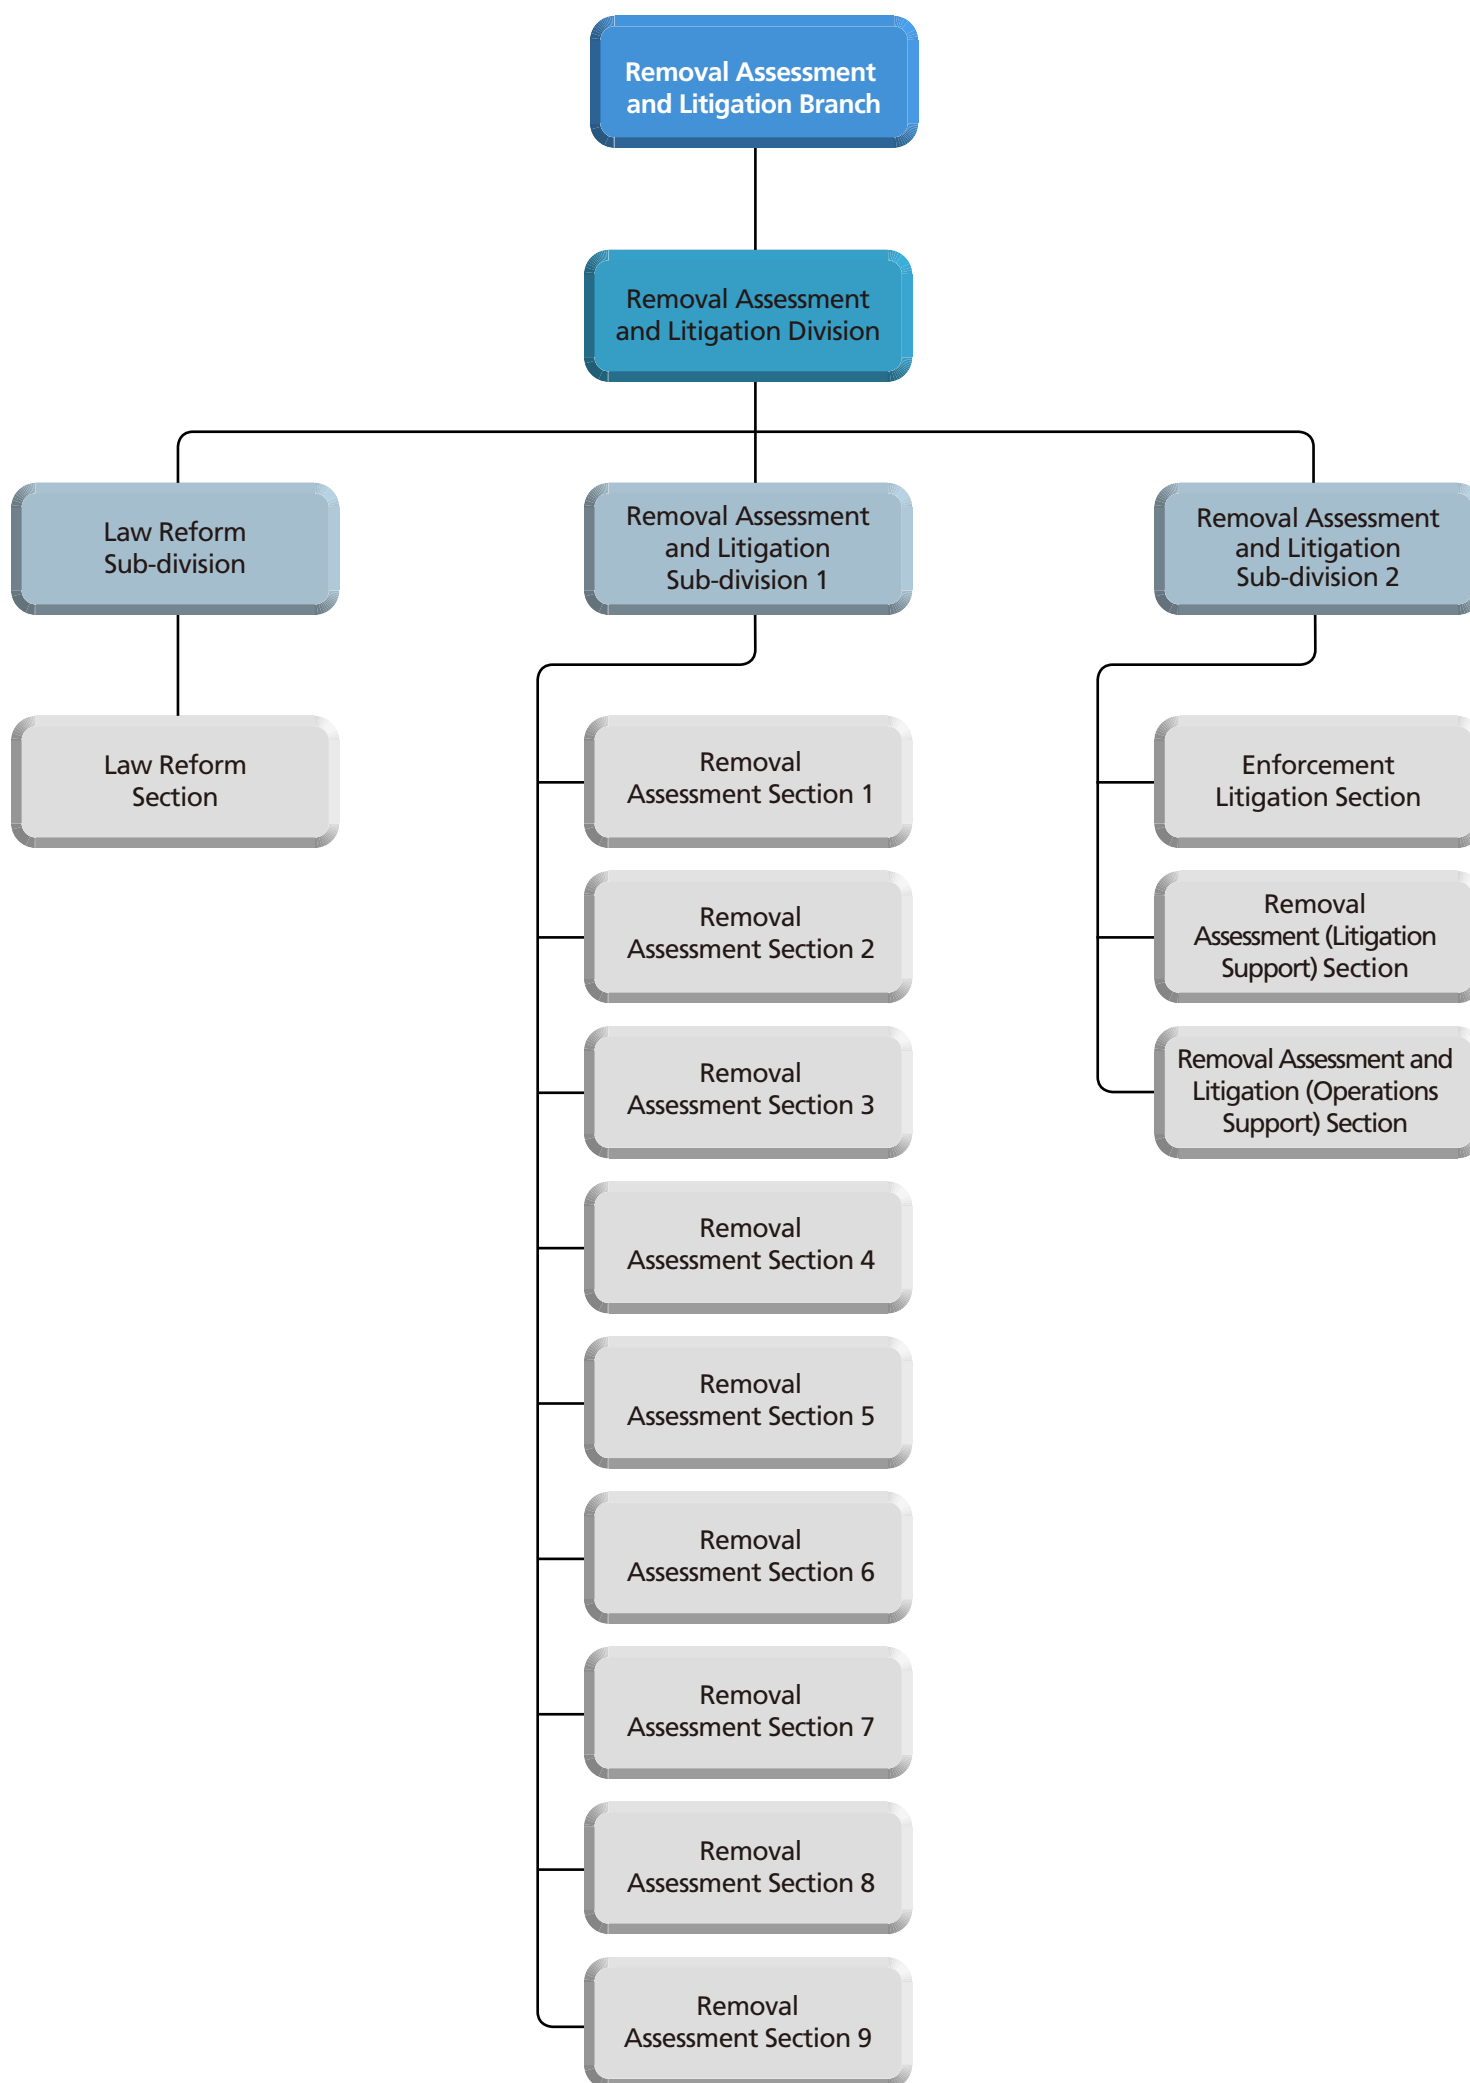 Removal Assessment
and Litigation Branch
Removal Assessment
and Litigation Division
Law Reform
Sub-division
Removal Assessment
and Litigation
Sub-division 1
Removal Assessment
and Litigation
Sub-division 2
Law Reform
Section
Removal
Assessment Section 1
Removal
Assessment Section 2
Removal
Assessment Section 3
Removal
Assessment Section 4
Removal
Assessment Section 5
Removal
Assessment Section 6
Removal
Assessment Section 7
Removal
Assessment Section 8
Removal
Assessment Section 9
Enforcement
Litigation Section
Removal
Assessment (Litigation
Support) Section
Removal Assessment and
Litigation (Operations
Support) Section